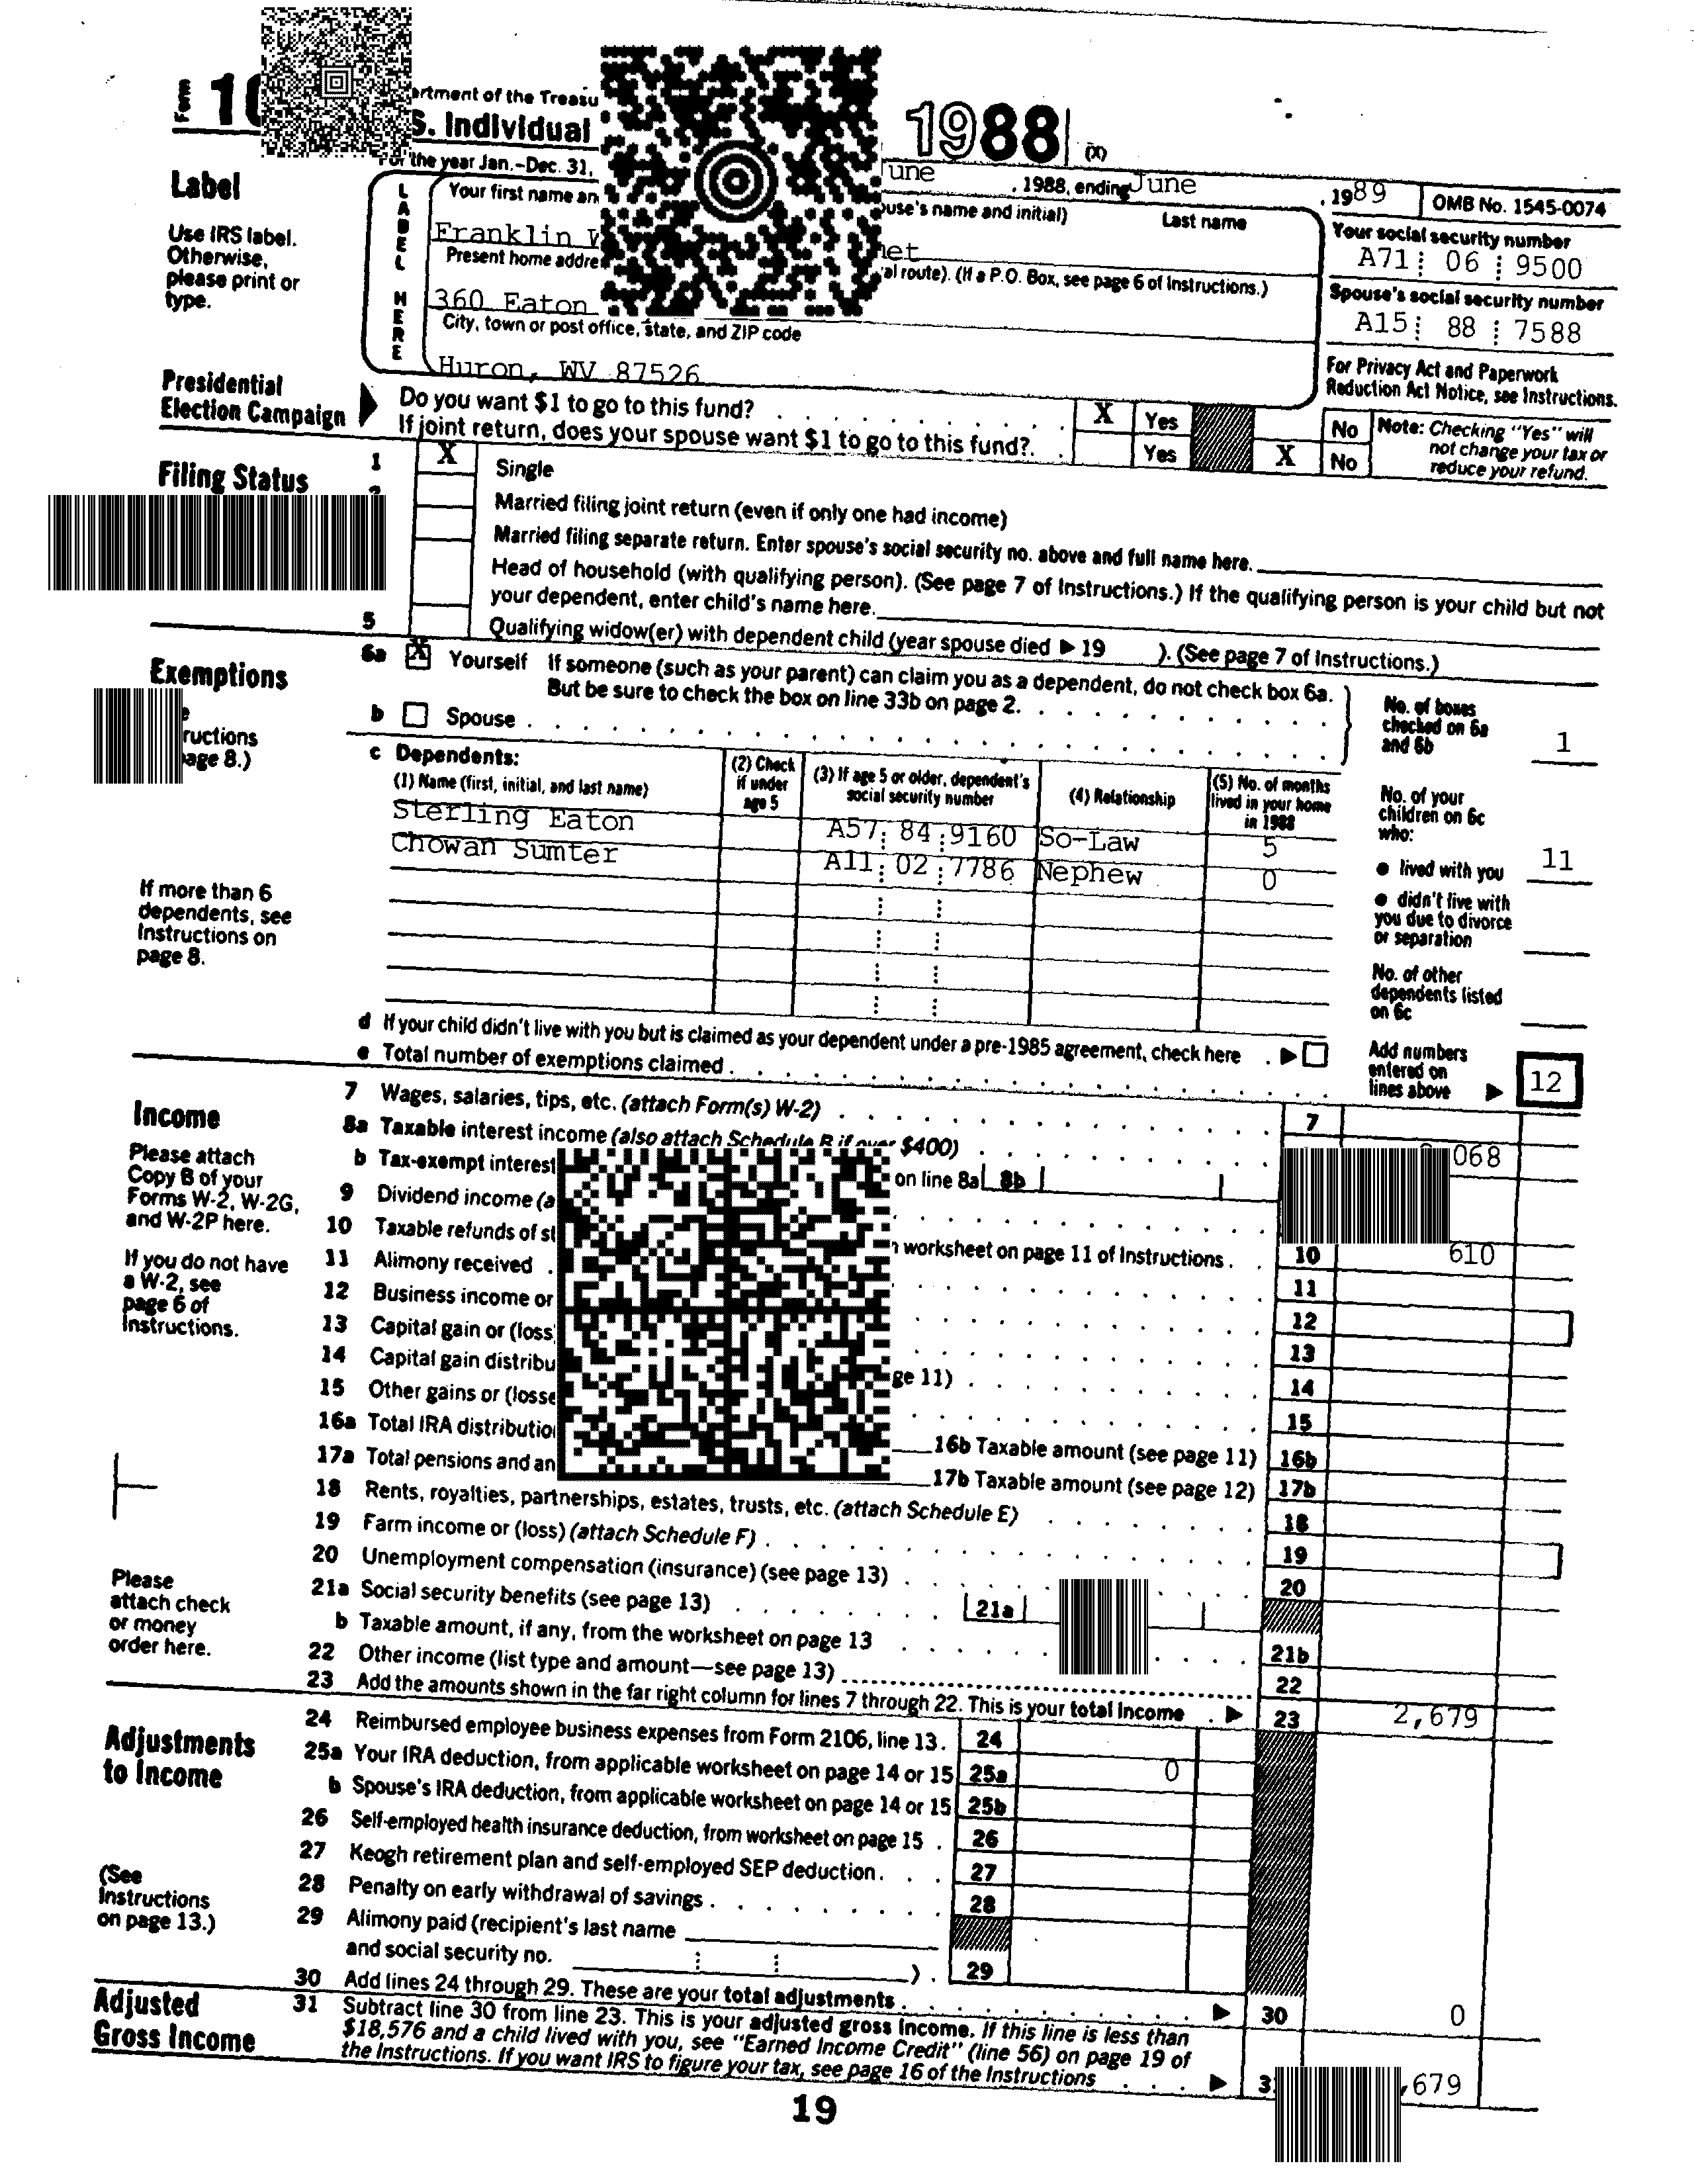 Form
artment of the Treasu
S. Individual
1988
(X)
For the year Jan.-Dec. 31,
une , 1988, ending June , 1989
OMB No. 1545-0074
Label
Use IRS label.
Otherwise,
please print or
type.
LABEL HERE
Your first name an
ouse's name and initial) Last name
Franklin
net
Your social security number
A71 06 9500
Present home addre
al route). (If a P.O. Box, see page 6 of Instructions.)
360 Eaton
Spouse's social security number
A15 88 7588
City, town or post office, state, and ZIP code
Huron, WV 87526
For Privacy Act and Paperwork
Reduction Act Notice, see Instructions.
Presidential
Election Campaign
Do you want $1 to go to this fund? X Yes No
If joint return, does your spouse want $1 to go to this fund? Yes X No
Note: Checking "Yes" will
not change your tax or
reduce your refund.
Filing Status
1 X Single
Married filing joint return (even if only one had income)
Married filing separate return. Enter spouse's social security no. above and full name here.
Head of household (with qualifying person). (See page 7 of Instructions.) If the qualifying person is your child but not
your dependent, enter child's name here.
5 Qualifying widow(er) with dependent child (year spouse died ▶ 19 ). (See page 7 of Instructions.)
Exemptions
ructions
age 8.)
6a X Yourself If someone (such as your parent) can claim you as a dependent, do not check box 6a.
But be sure to check the box on line 33b on page 2.
b Spouse
No. of boxes
checked on 6a
and 6b 1
c Dependents:
(1) Name (first, initial, and last name)
(2) Check
if under
age 5
(3) If age 5 or older, dependent's
social security number
(4) Relationship
(5) No. of months
lived in your home
in 1988
Sterling Eaton A57 84 9160 So-Law 5
Chowan Sumter A11 02 7786 Nephew 0
No. of your
children on 6c
who:
● lived with you 11
● didn't live with
you due to divorce
or separation
No. of other
dependents listed
on 6c
If more than 6
dependents, see
Instructions on
page 8.
d If your child didn't live with you but is claimed as your dependent under a pre-1985 agreement, check here . ▶
e Total number of exemptions claimed
Add numbers
entered on
lines above ▶ 12
Income
Please attach
Copy B of your
Forms W-2, W-2G,
and W-2P here.
If you do not have
a W-2, see
page 6 of
Instructions.
Please
attach check
or money
order here.
7 Wages, salaries, tips, etc. (attach Form(s) W-2) 7
8a Taxable interest income (also attach Schedule B if over $400) 068
b Tax-exempt interest on line 8a 8b
9 Dividend income (a
10 Taxable refunds of st worksheet on page 11 of Instructions. 10 610
11 Alimony received 11
12 Business income or 12
13 Capital gain or (loss 13
14 Capital gain distribu ge 11) 14
15 Other gains or (losse 15
16a Total IRA distributio 16b Taxable amount (see page 11) 16b
17a Total pensions and an 17b Taxable amount (see page 12) 17b
18 Rents, royalties, partnerships, estates, trusts, etc. (attach Schedule E) 18
19 Farm income or (loss) (attach Schedule F) 19
20 Unemployment compensation (insurance) (see page 13) 20
21a Social security benefits (see page 13) 21a
b Taxable amount, if any, from the worksheet on page 13 21b
22 Other income (list type and amount—see page 13) 22
23 Add the amounts shown in the far right column for lines 7 through 22. This is your total income . ▶ 23 2,679
Adjustments
to Income
(See
Instructions
on page 13.)
24 Reimbursed employee business expenses from Form 2106, line 13. 24
25a Your IRA deduction, from applicable worksheet on page 14 or 15 25a 0
b Spouse's IRA deduction, from applicable worksheet on page 14 or 15 25b
26 Self-employed health insurance deduction, from worksheet on page 15 . 26
27 Keogh retirement plan and self-employed SEP deduction. 27
28 Penalty on early withdrawal of savings 28
29 Alimony paid (recipient's last name
and social security no. ). 29
30 Add lines 24 through 29. These are your total adjustments ▶ 30 0
Adjusted
Gross Income
31 Subtract line 30 from line 23. This is your adjusted gross income. If this line is less than
$18,576 and a child lived with you, see "Earned Income Credit" (line 56) on page 19 of
the Instructions. If you want IRS to figure your tax, see page 16 of the Instructions ▶ ,679
19